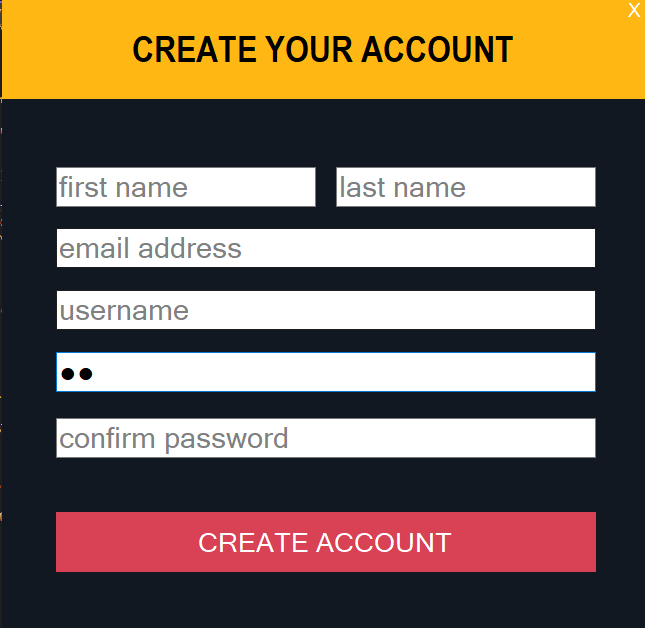 X
CREATE YOUR ACCOUNT
first name last name
email address
username
●●
confirm password
CREATE ACCOUNT